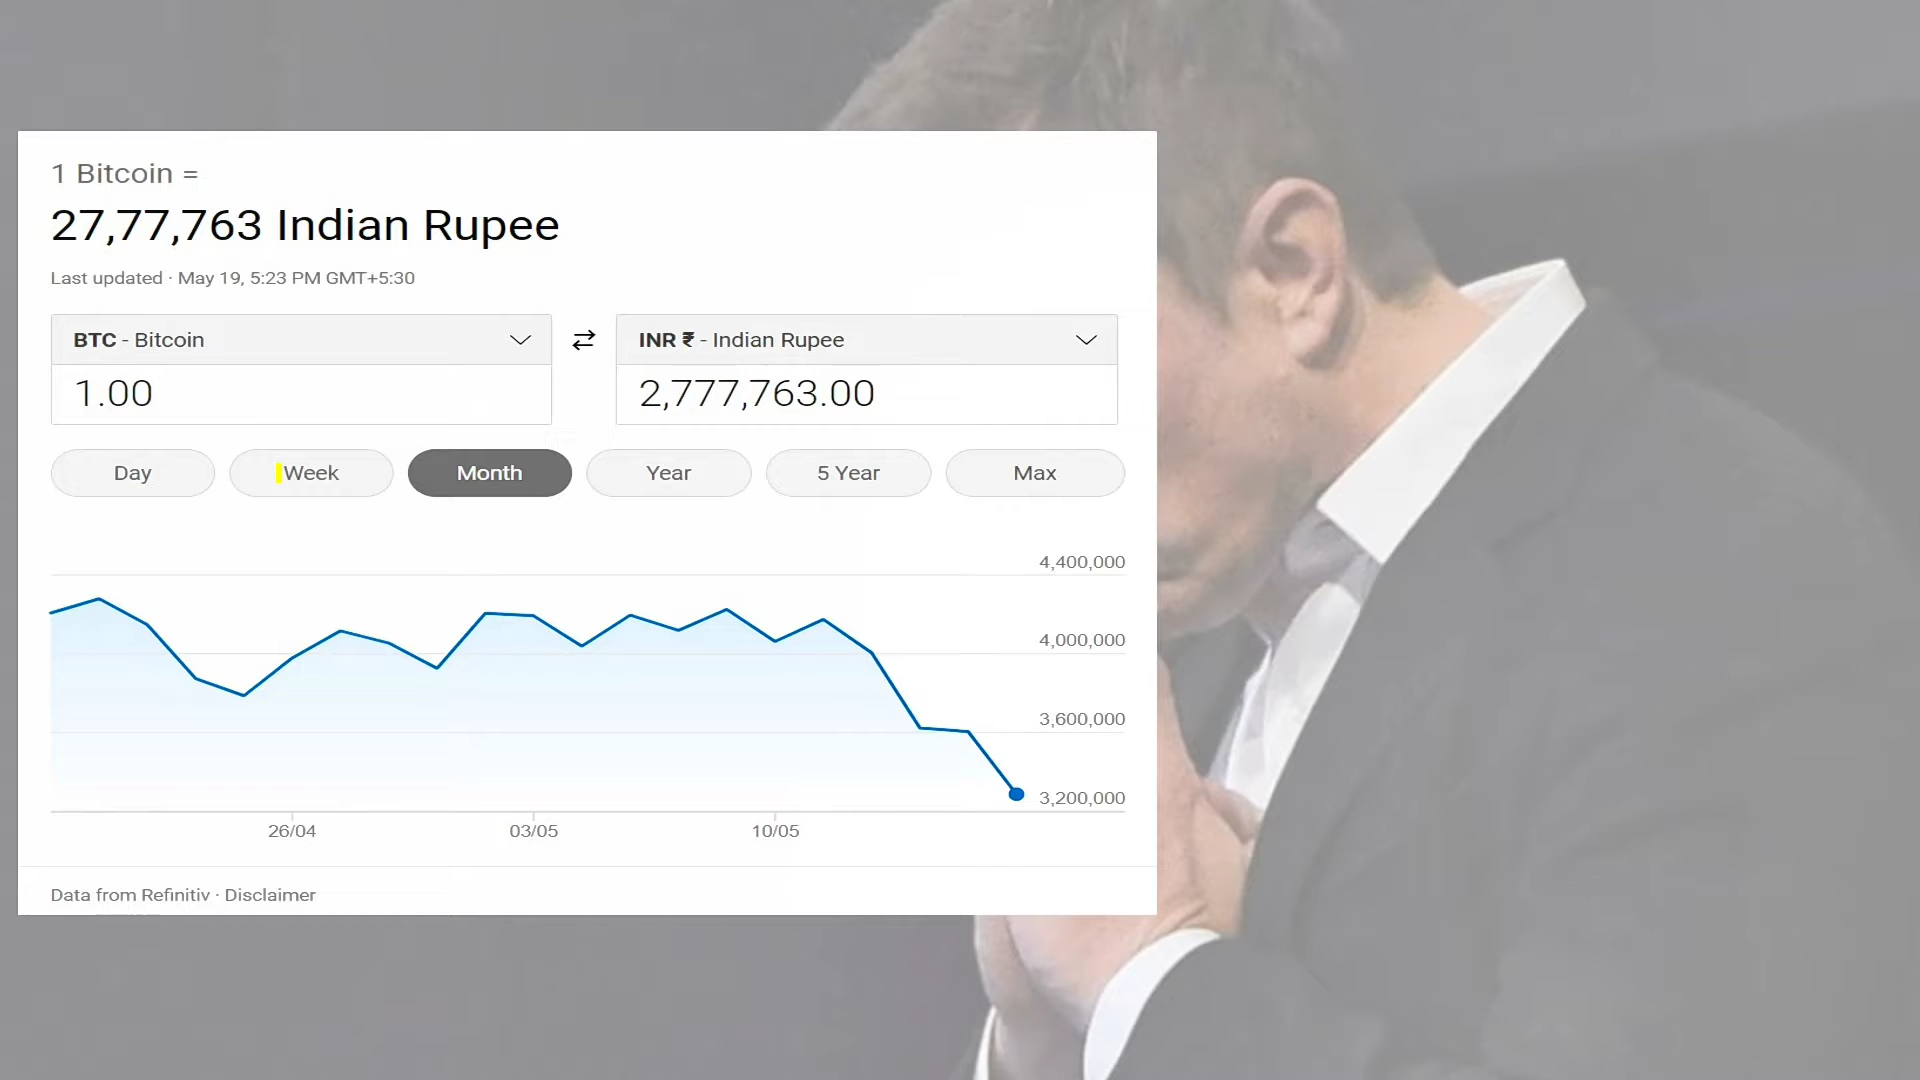 1 Bitcoin =
27,77,763 Indian Rupee
Last updated · May 19, 5:23 PM GMT+5:30
BTC - Bitcoin
INR ₹ - Indian Rupee
1.00
2,777,763.00
Day
Week
Month
Year
5 Year
Max
4,400,000
4,000,000
3,600,000
3,200,000
26/04
03/05
10/05
Data from Refinitiv · Disclaimer